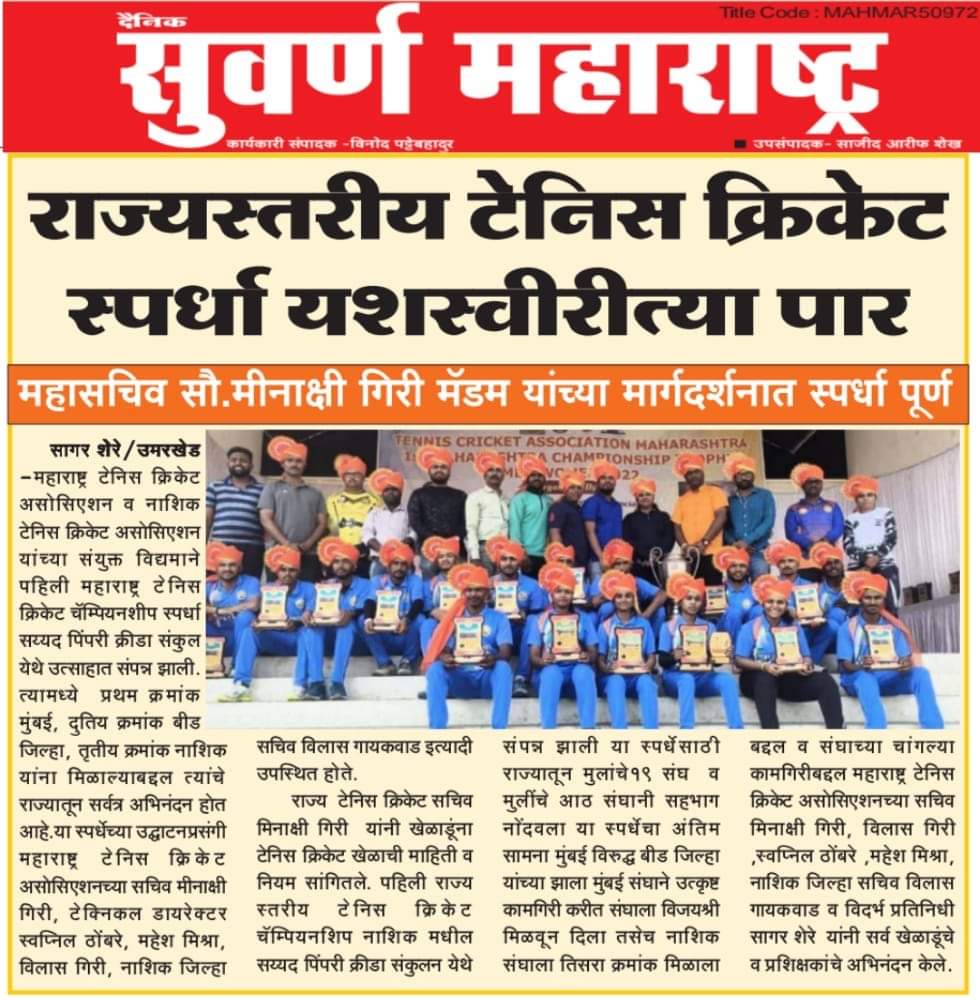 Title Code : MAHMAR50972
दैनिक
सुवर्ण महाराष्ट्र
कार्यकारी संपादक -विनोद पट्टेबहादुर
■ उपसंपादक- साजीद आरीफ शेख
राज्यस्तरीय टेनिस क्रिकेट
स्पर्धा यशस्वीरीत्या पार
महासचिव सौ.मीनाक्षी गिरी मॅडम यांच्या मार्गदर्शनात स्पर्धा पूर्ण
सागर शेरे/उमरखेड
-महाराष्ट्र टेनिस क्रिकेट
असोसिएशन व नाशिक
टेनिस क्रिकेट असोसिएशन
यांच्या संयुक्त विद्यमाने
पहिली महाराष्ट्र टेनिस
क्रिकेट चॅम्पियनशीप स्पर्धा
सय्यद पिंपरी क्रीडा संकुल
येथे उत्साहात संपन्न झाली.
त्यामध्ये प्रथम क्रमांक
मुंबई, दुतिय क्रमांक बीड
जिल्हा, तृतीय क्रमांक नाशिक
यांना मिळाल्याबद्दल त्यांचे
राज्यातून सर्वत्र अभिनंदन होत
आहे.या स्पर्धेच्या उद्घाटनप्रसंगी
महाराष्ट्र टेनिस क्रिकेट
असोसिएशनच्या सचिव मीनाक्षी
गिरी, टेक्निकल डायरेक्टर
स्वप्निल ठोंबरे, महेश मिश्रा,
विलास गिरी, नाशिक जिल्हा
TENNIS CRICKET ASSOCIATION MAHARASHTRA
CHAMPIONSHIP
2022
सचिव विलास गायकवाड इत्यादी
उपस्थित होते.
राज्य टेनिस क्रिकेट सचिव
मिनाक्षी गिरी यांनी खेळाडूंना
टेनिस क्रिकेट खेळाची माहिती व
नियम सांगितले. पहिली राज्य
स्तरीय टेनिस क्रिकेट
चॅम्पियनशिप नाशिक मधील
सय्यद पिंपरी क्रीडा संकुलन येथे
संपन्न झाली या स्पर्धेसाठी
राज्यातून मुलांचे१९ संघ व
मुलींचे आठ संघानी सहभाग
नोंदवला या स्पर्धेचा अंतिम
सामना मुंबई विरुद्ध बीड जिल्हा
यांच्या झाला मुंबई संघाने उत्कृष्ट
कामगिरी करीत संघाला विजयश्री
मिळवून दिला तसेच नाशिक
संघाला तिसरा क्रमांक मिळाला
बद्दल व संघाच्या चांगल्या
कामगिरीबद्दल महाराष्ट्र टेनिस
क्रिकेट असोसिएशनच्या सचिव
मिनाक्षी गिरी, विलास गिरी
,स्वप्निल ठोंबरे ,महेश मिश्रा,
नाशिक जिल्हा सचिव विलास
गायकवाड व विदर्भ प्रतिनिधी
सागर शेरे यांनी सर्व खेळाडूंचे
व प्रशिक्षकांचे अभिनंदन केले.